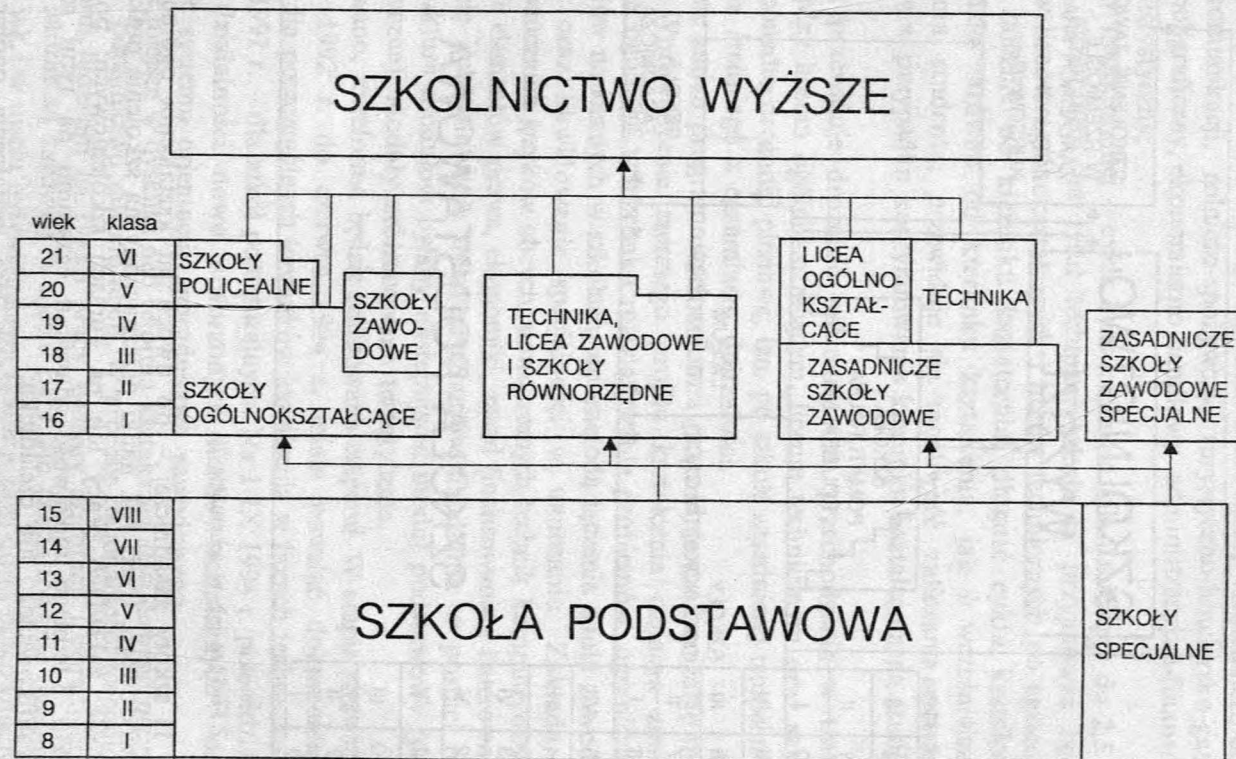 SZKOLNICTWO WYŻSZE
wiek klasa
21 VI
20 V
19 IV
18 III
17 II
16 I
SZKOŁY
POLICEALNE
SZKOŁY
ZAWO-
DOWE
SZKOŁY
OGÓLNOKSZTAŁCĄCE
TECHNIKA,
LICEA ZAWODOWE
I SZKOŁY
RÓWNORZĘDNE
LICEA
OGÓLNO-
KSZTAŁ-
CĄCE
TECHNIKA
ZASADNICZE
SZKOŁY
ZAWODOWE
ZASADNICZE
SZKOŁY
ZAWODOWE
SPECJALNE
15 VIII
14 VII
13 VI
12 V
11 IV
10 III
9 II
8 I
SZKOŁA PODSTAWOWA
SZKOŁY
SPECJALNE